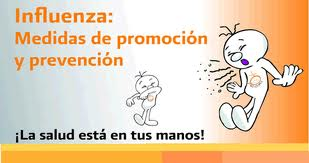 Influenza:
Medidas de promoción
y prevención
¡La salud está en tus manos!